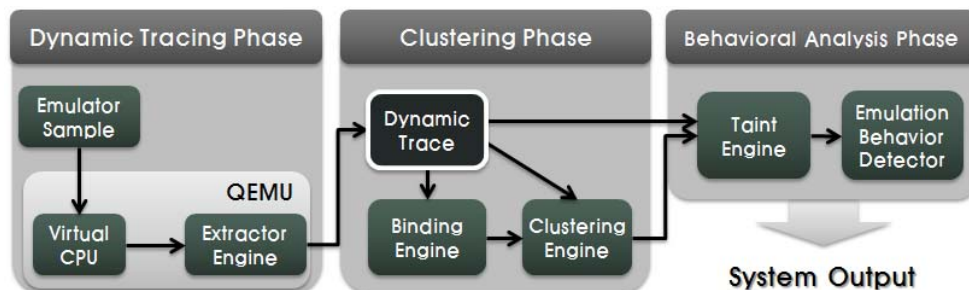 Dynamic Tracing Phase
Clustering Phase
Behavioral Analysis Phase
Emulator
Sample
QEMU
Virtual
CPU
Extractor
Engine
Dynamic
Trace
Binding
Engine
Clustering
Engine
Taint
Engine
Emulation
Behavior
Detector
System Output